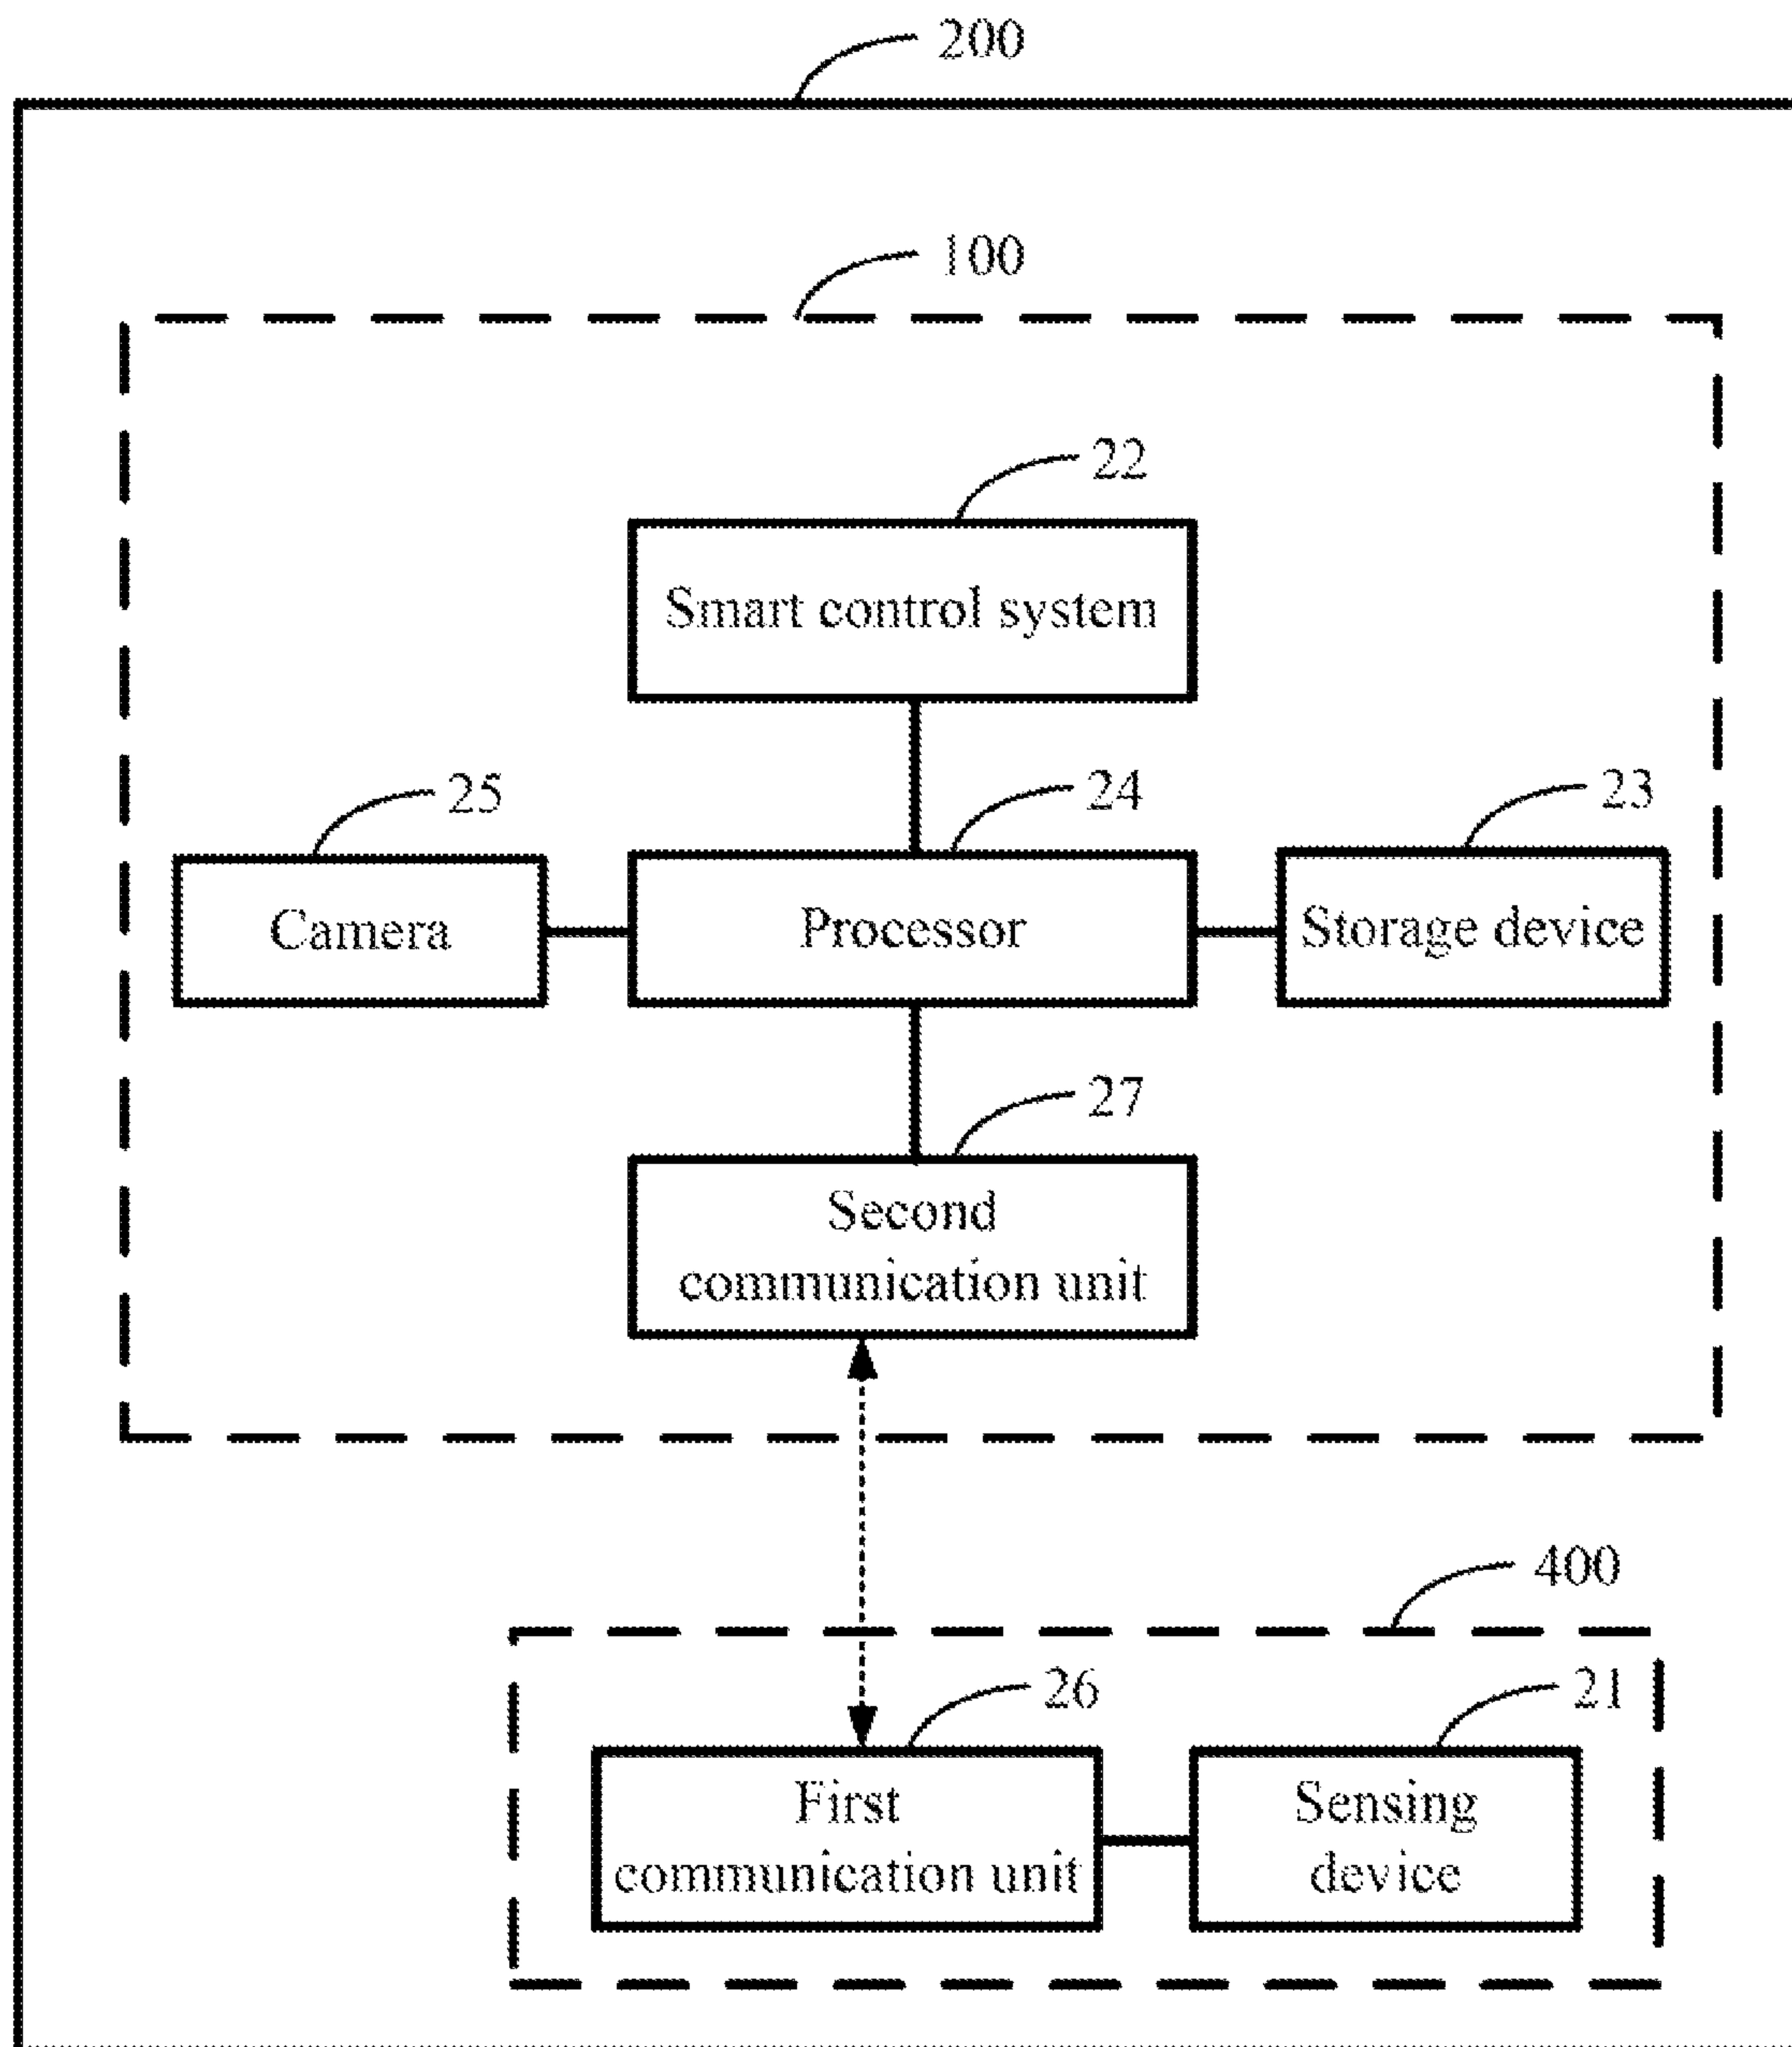 200
100
22
Smart control system
25
24
23
Camera
Processor
Storage device
27
Second
communication unit
400
26
21
First
communication unit
Sensing
device